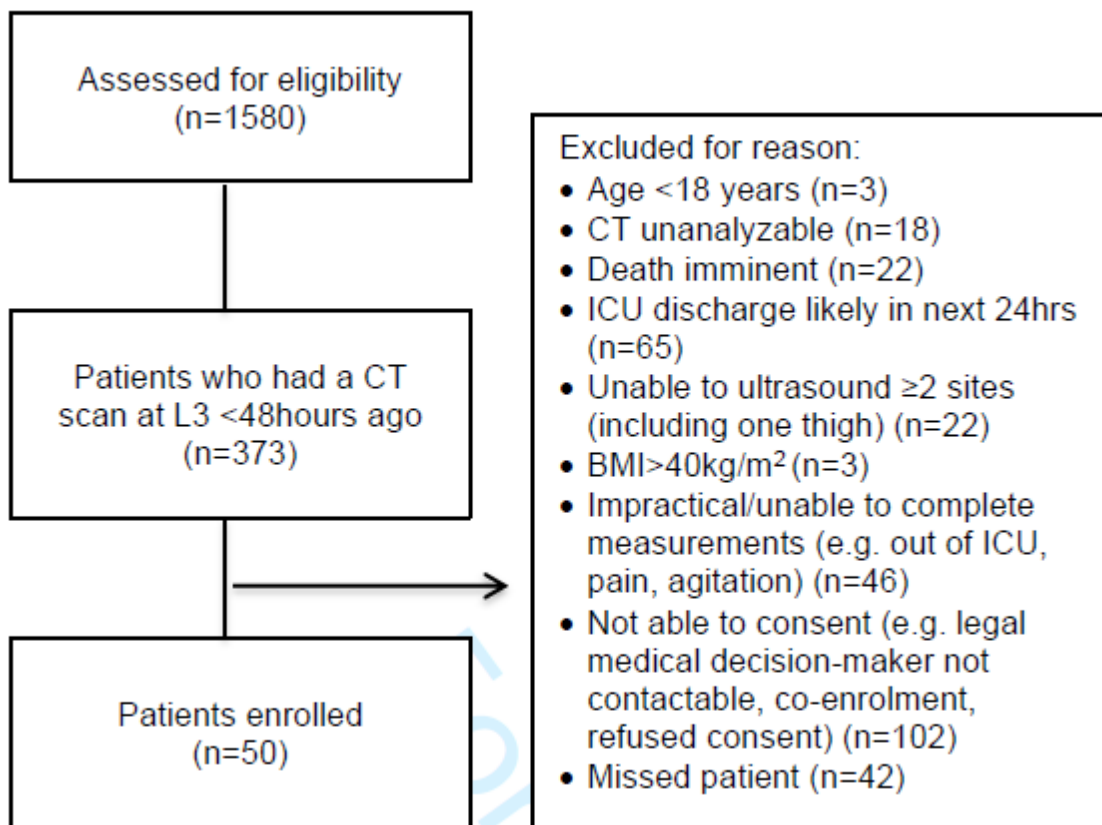 Assessed for eligibility
(n=1580)
Patients who had a CT
scan at L3 <48hours ago
(n=373)
Patients enrolled
(n=50)
Excluded for reason:
• Age <18 years (n=3)
• CT unanalyzable (n=18)
• Death imminent (n=22)
• ICU discharge likely in next 24hrs
(n=65)
• Unable to ultrasound ≥2 sites
(including one thigh) (n=22)
• BMI>40kg/m² (n=3)
• Impractical/unable to complete
measurements (e.g. out of ICU,
pain, agitation) (n=46)
• Not able to consent (e.g. legal
medical decision-maker not
contactable, co-enrolment,
refused consent) (n=102)
• Missed patient (n=42)